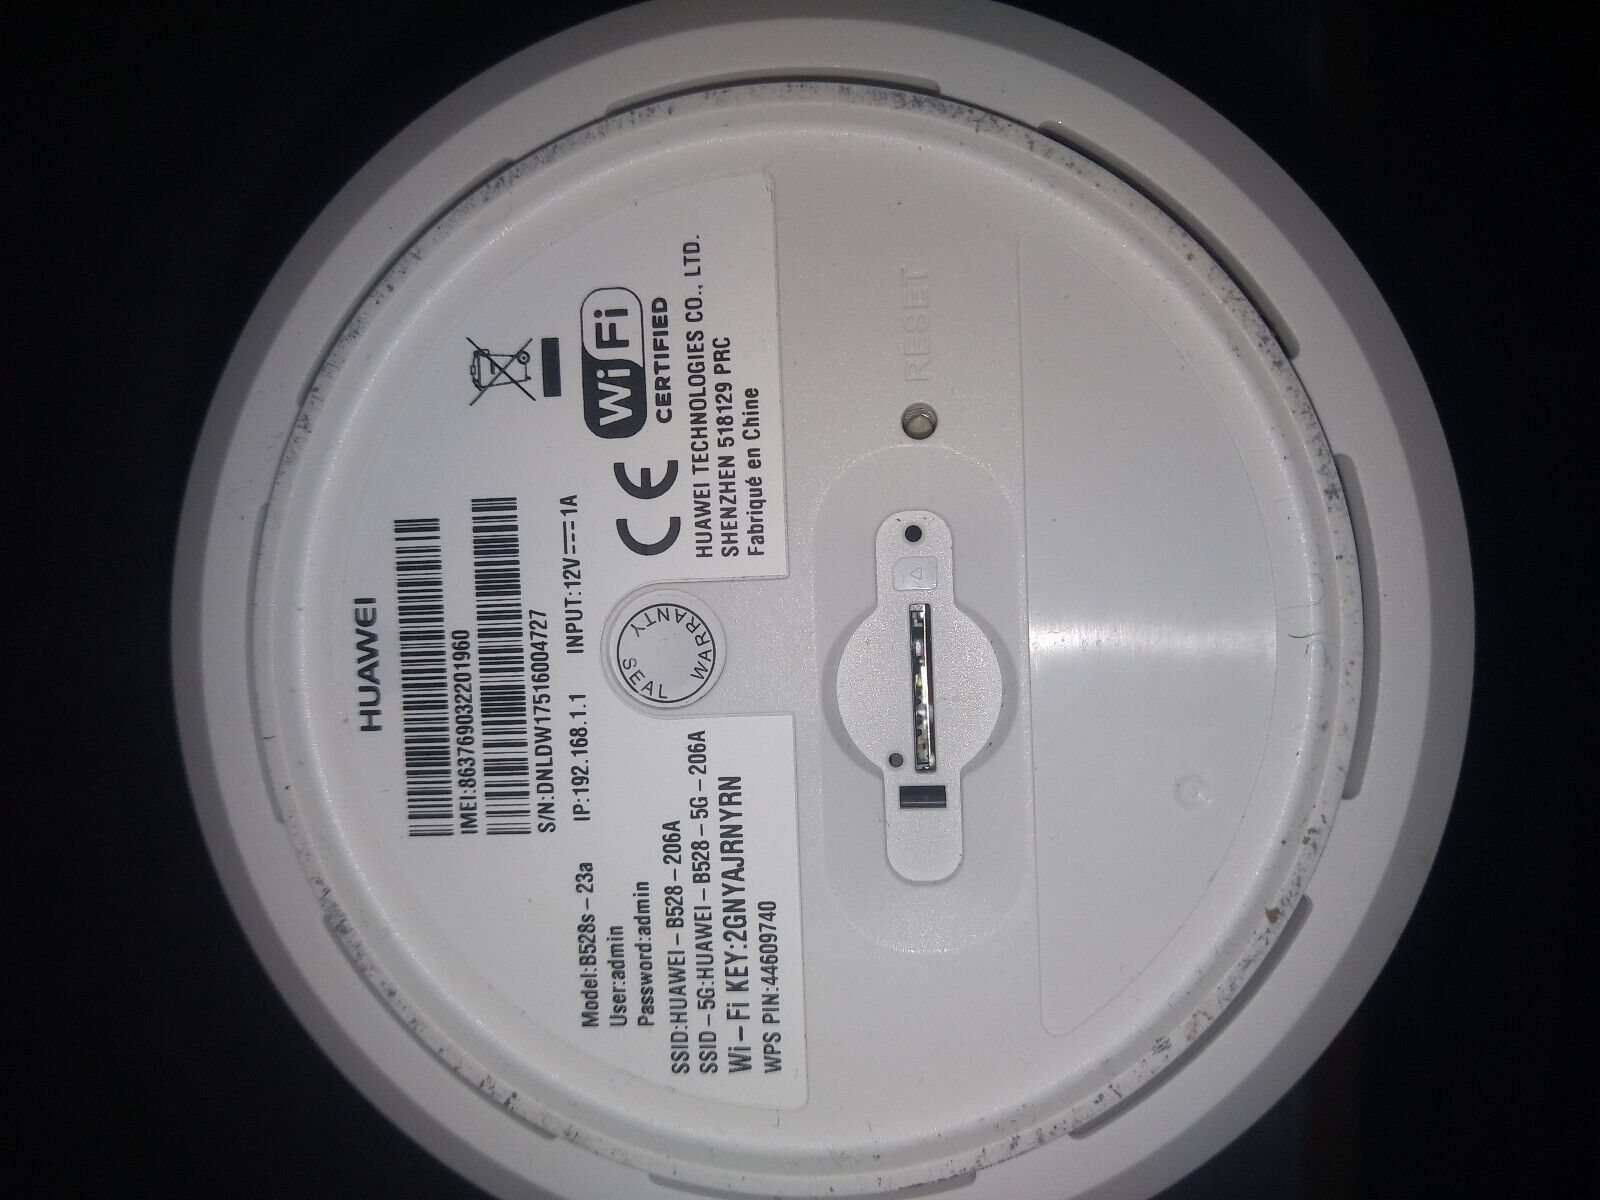 HUAWEI
IMEI:863769032201960
S/N:DNLDW17516004727
Model:B528s-23a IP:192.168.1.1 INPUT:12V⎓1A
User:admin
Password:admin
SSID:HUAWEI-B528-206A
SSID-5G:HUAWEI-B528-5G-206A
Wi-Fi KEY:2GNYAJRNYRN
WPS PIN:44609740
WARRANTY
SEAL
WARRANTY
CE
Wi Fi
CERTIFIED
HUAWEI TECHNOLOGIES CO., LTD.
SHENZHEN 518129 PRC
Fabriqué en Chine
RESET